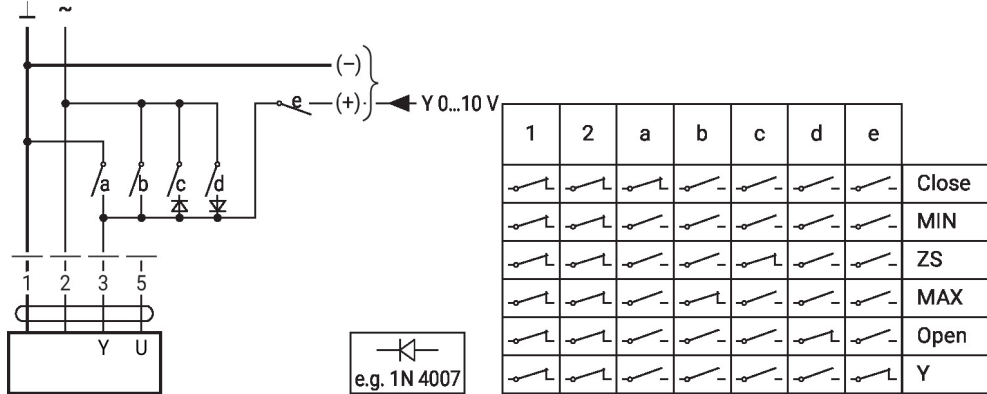 ⊥ ~
(−)
e (+) Y 0...10 V
a b c d
1 2 3 5
Y U
e.g. 1N 4007
1 2 a b c d e
Close
MIN
ZS
MAX
Open
Y